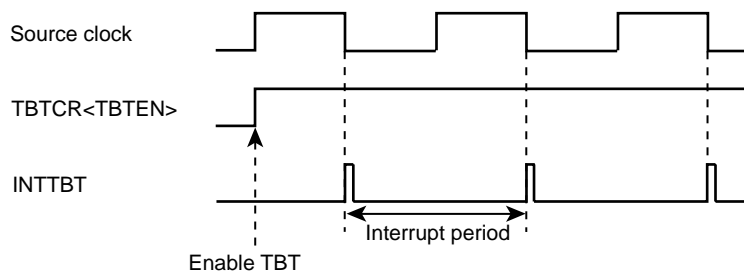 Source clock
TBTCR<TBTEN>
INTTBT
Interrupt period
Enable TBT